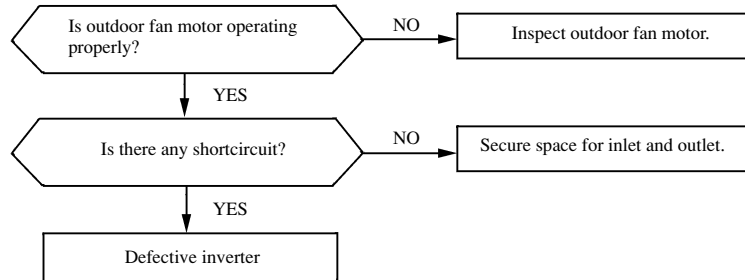 Is outdoor fan motor operating
properly?
NO
Inspect outdoor fan motor.
YES
Is there any shortcircuit?
NO
Secure space for inlet and outlet.
YES
Defective inverter